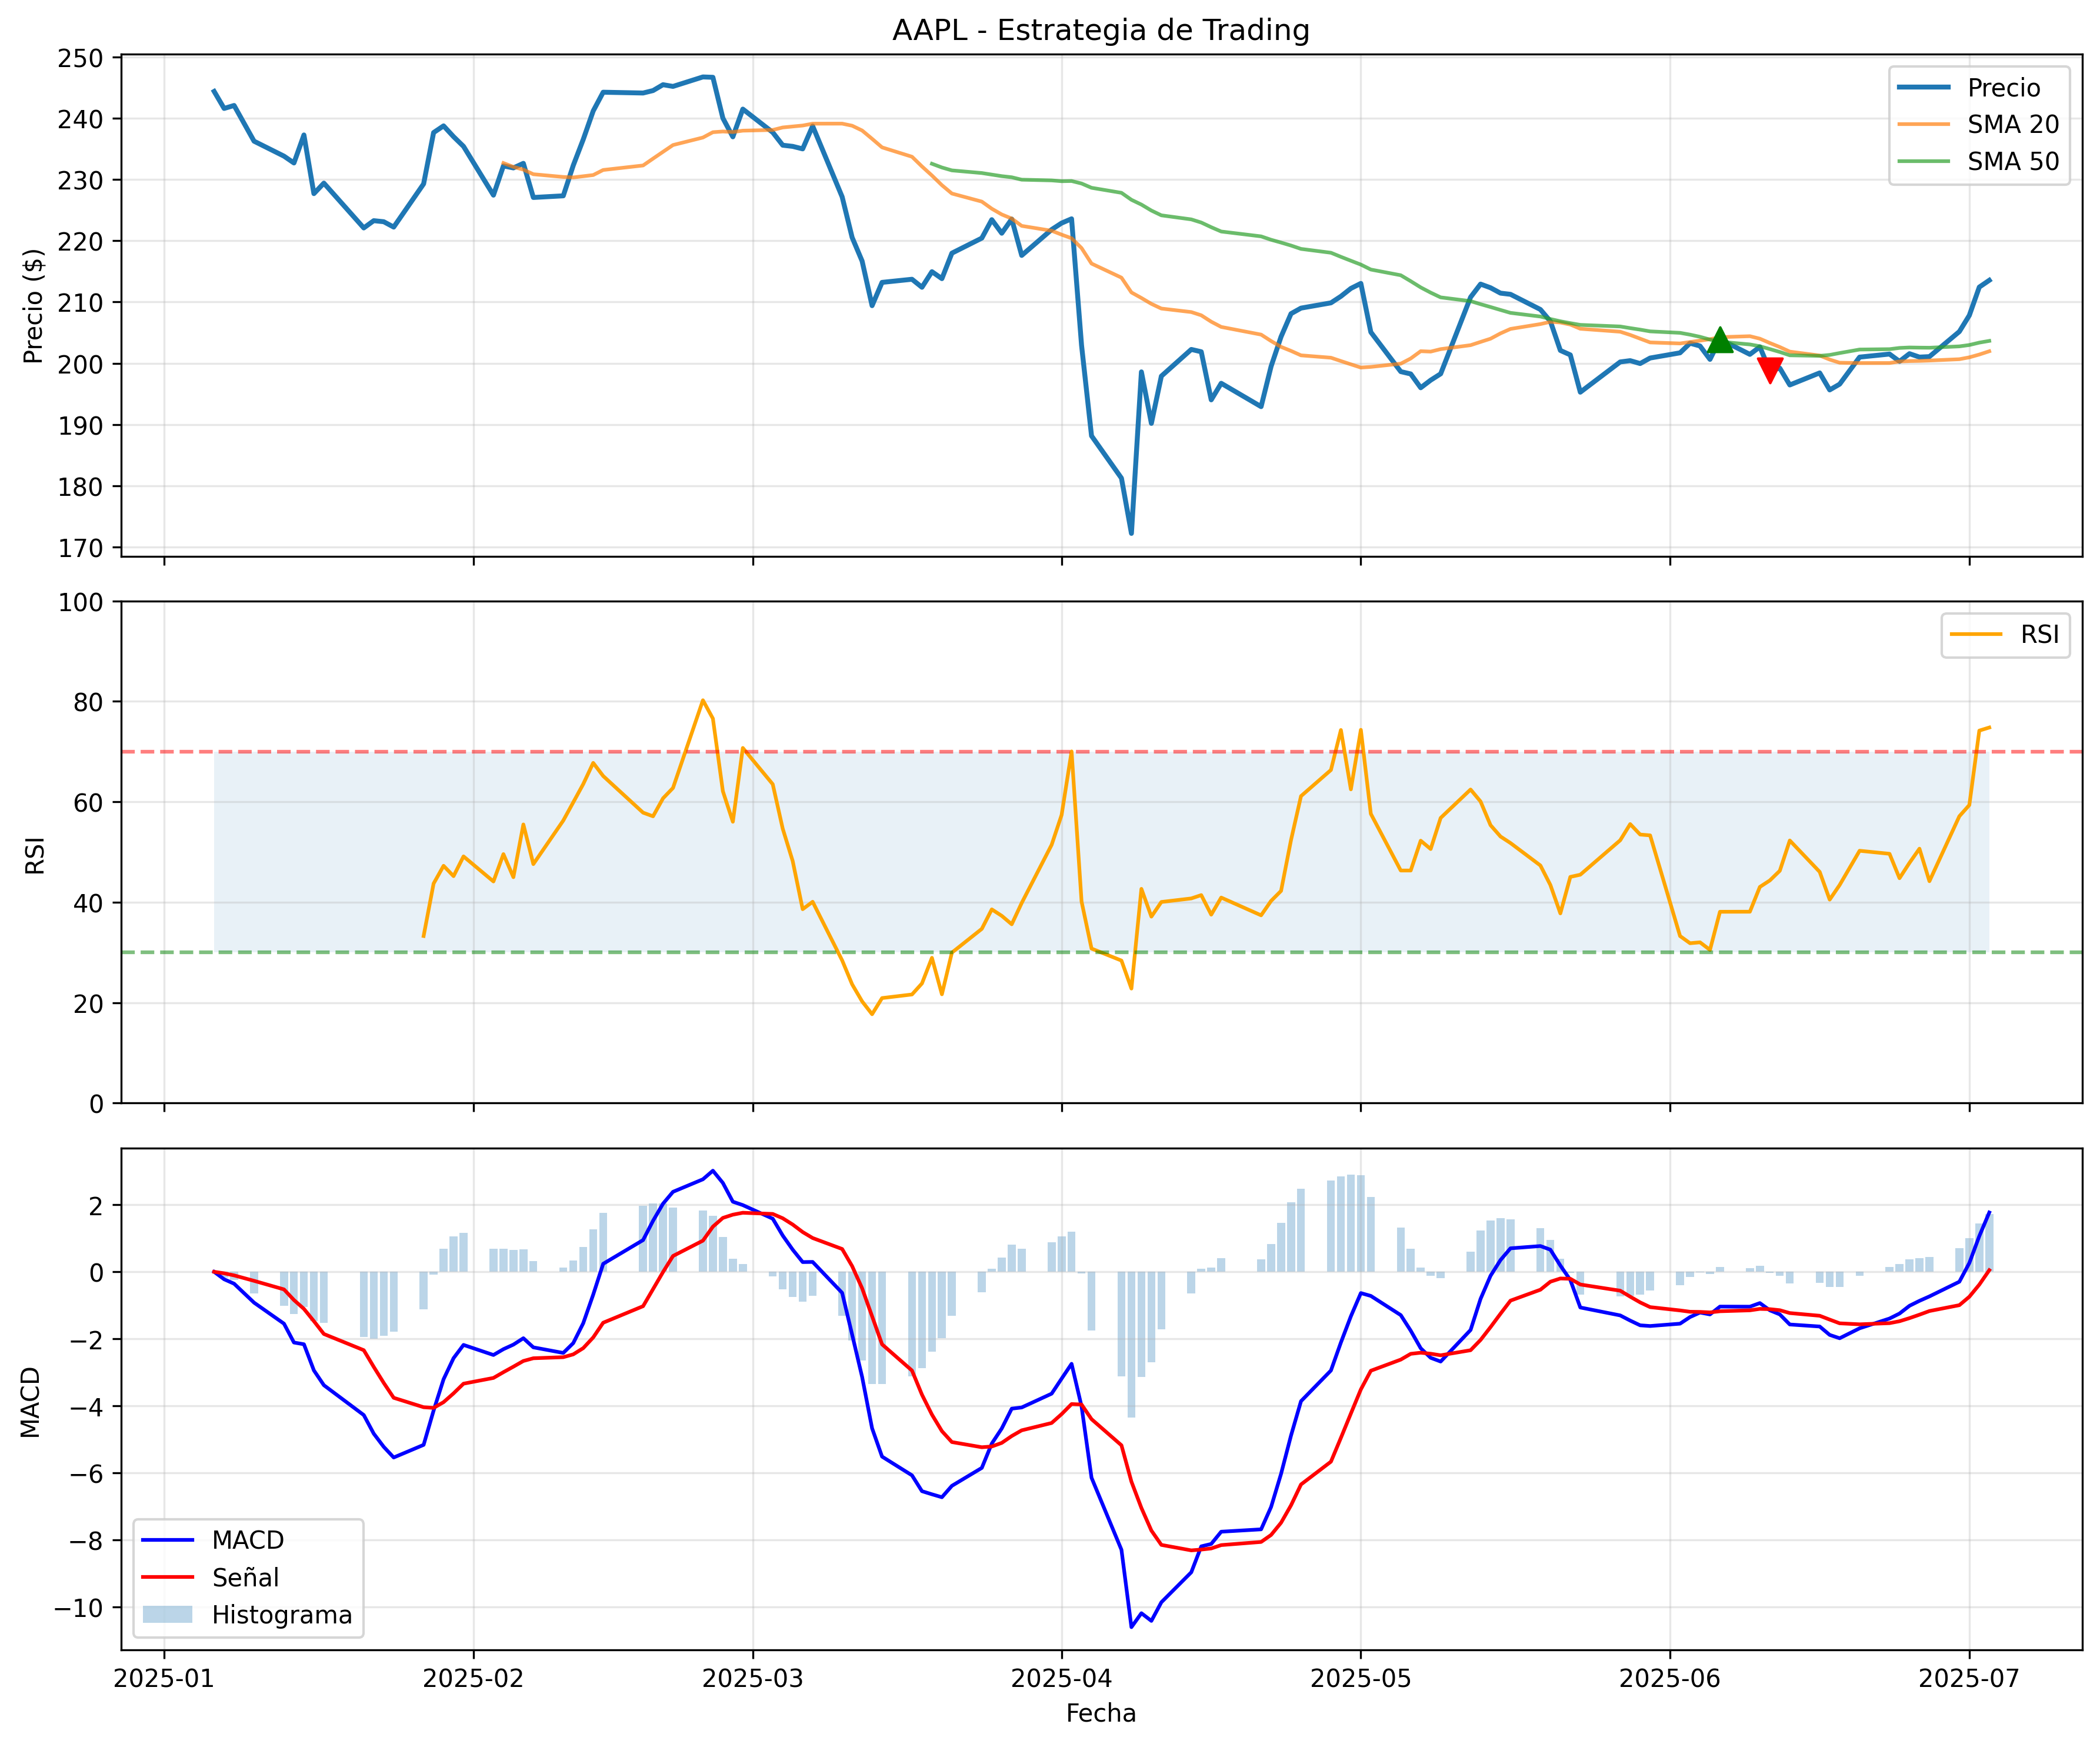 AAPL - Estrategia de Trading
250
240
230
220
210
200
190
180
170
Precio ($)
Precio
SMA 20
SMA 50
100
80
60
40
20
0
RSI
RSI
2
0
−2
−4
−6
−8
−10
MACD
MACD
Señal
Histograma
2025-01
2025-02
2025-03
2025-04
2025-05
2025-06
2025-07
Fecha